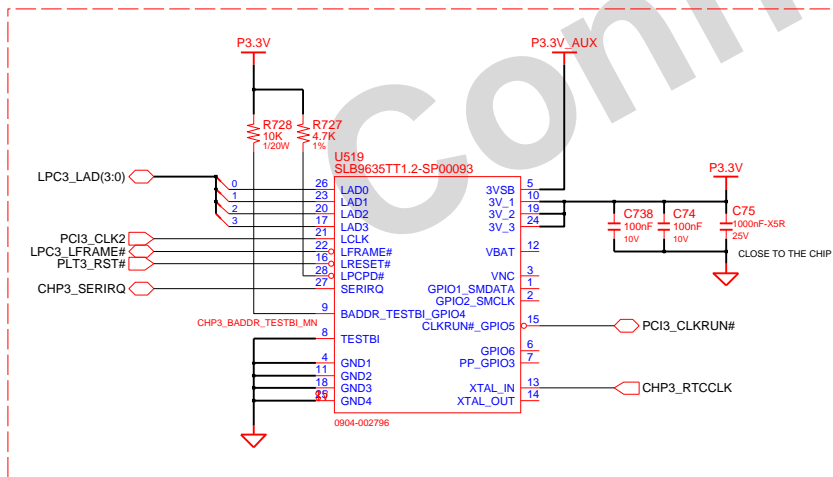 Conf
P3.3V
P3.3V_AUX
R728
10K
1/20W
R727
4.7K
1%
U519
SLB9635TT1.2-SP00093
LPC3_LAD(3:0)
0
1
2
3
26 LAD0
23 LAD1
20 LAD2
17 LAD3
PCI3_CLK2 21 LCLK
LPC3_LFRAME# 22 LFRAME#
PLT3_RST# 16 LRESET#
28 LPCPD#
CHP3_SERIRQ 27 SERIRQ
9 BADDR_TESTBI_GPIO4
CHP3_BADDR_TESTBI_MN
8 TESTBI
4 GND1
11 GND2
18 GND3
25 GND4
3VSB 5
3V_1 10
3V_2 19
3V_3 24
VBAT 12
VNC 3
GPIO1_SMDATA 1
GPIO2_SMCLK 2
CLKRUN#_GPIO5 15 PCI3_CLKRUN#
GPIO6 6
PP_GPIO3 7
XTAL_IN 13 CHP3_RTCCLK
XTAL_OUT 14
0904-002796
P3.3V
C738
100nF
10V
C74
100nF
10V
C75
1000nF-X5R
25V
CLOSE TO THE CHIP